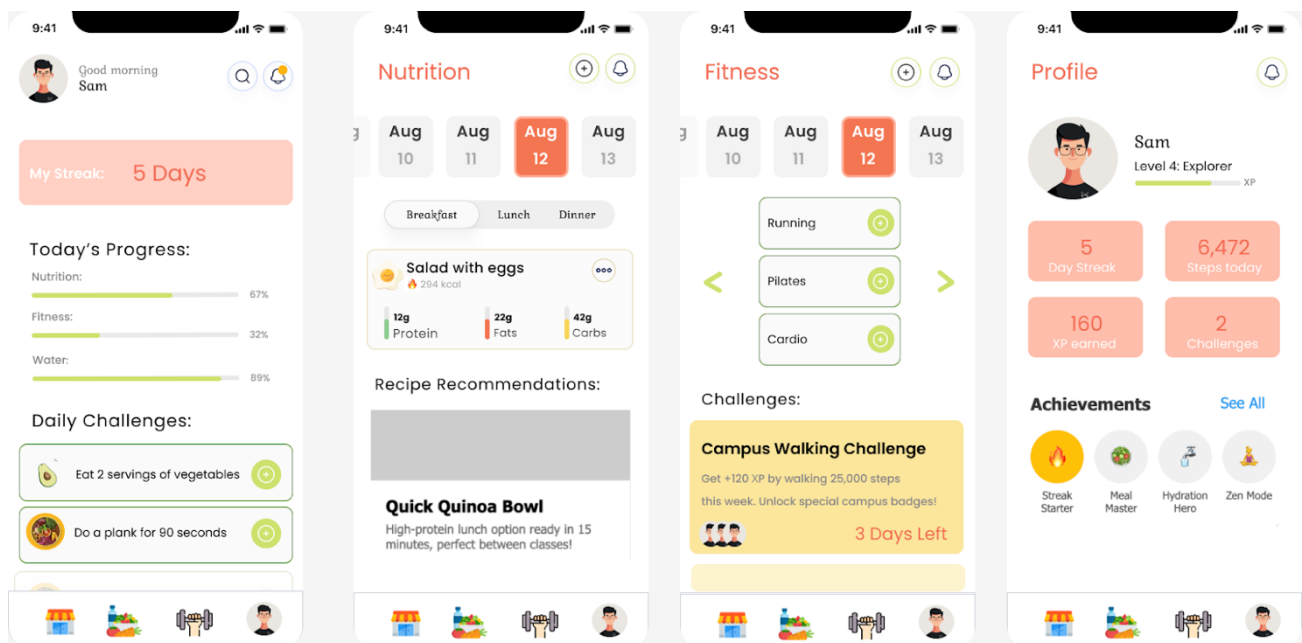 9:41
Good morning
Sam
My Streak: 5 Days
Today's Progress:
Nutrition:
67%
Fitness:
32%
Water:
89%
Daily Challenges:
Eat 2 servings of vegetables
Do a plank for 90 seconds
9:41
Nutrition
g Aug Aug Aug Aug
10 11 12 13
Breakfast Lunch Dinner
Salad with eggs
294 kcal
12g 22g 42g
Protein Fats Carbs
Recipe Recommendations:
Quick Quinoa Bowl
High-protein lunch option ready in 15
minutes, perfect between classes!
9:41
Fitness
g Aug Aug Aug Aug
10 11 12 13
Running
Pilates
Cardio
< >
Challenges:
Campus Walking Challenge
Get +120 XP by walking 25,000 steps
this week. Unlock special campus badges!
3 Days Left
9:41
Profile
Sam
Level 4: Explorer
XP
5 6,472
Day Streak Steps today
160 2
XP earned Challenges
Achievements See All
Streak Meal Hydration Zen Mode
Starter Master Hero